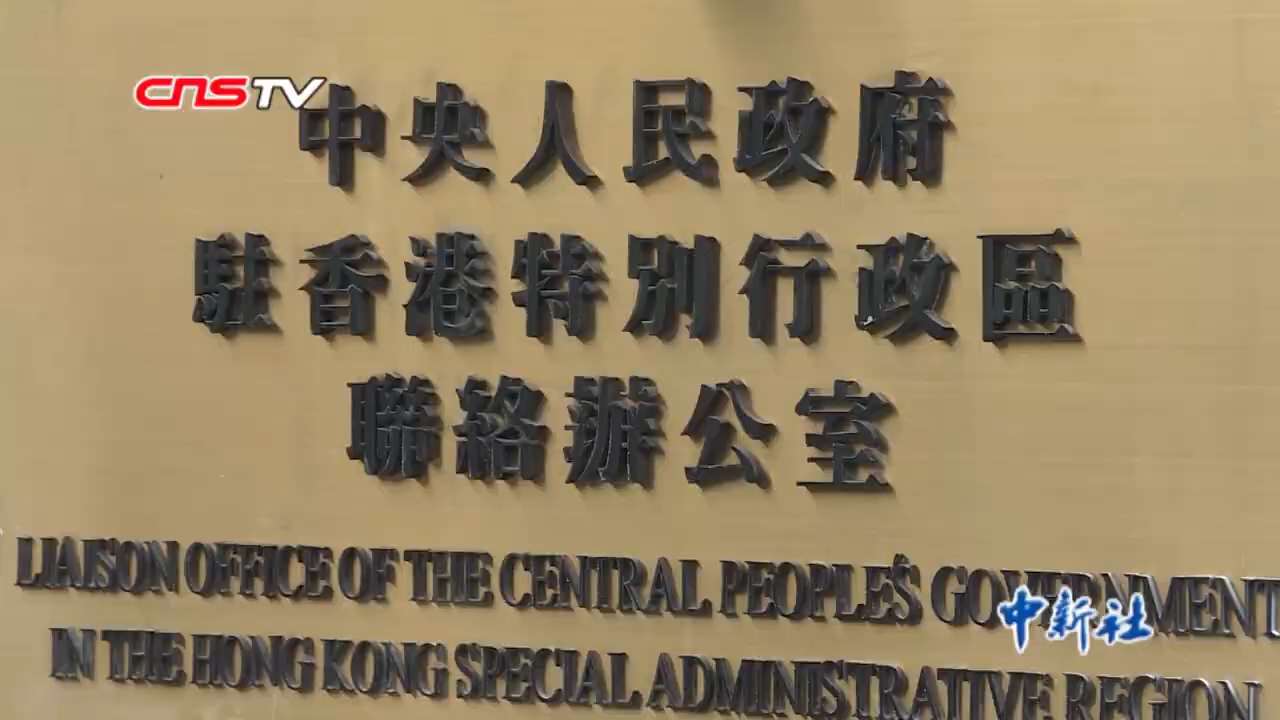 CNSTV
中央人民政府
駐香港特別行政區
聯絡辦公室
LIAISON OFFICE OF THE CENTRAL PEOPLE'S GOVERNMENT
中新社
IN THE HONG KONG SPECIAL ADMINISTRATIVE REGION